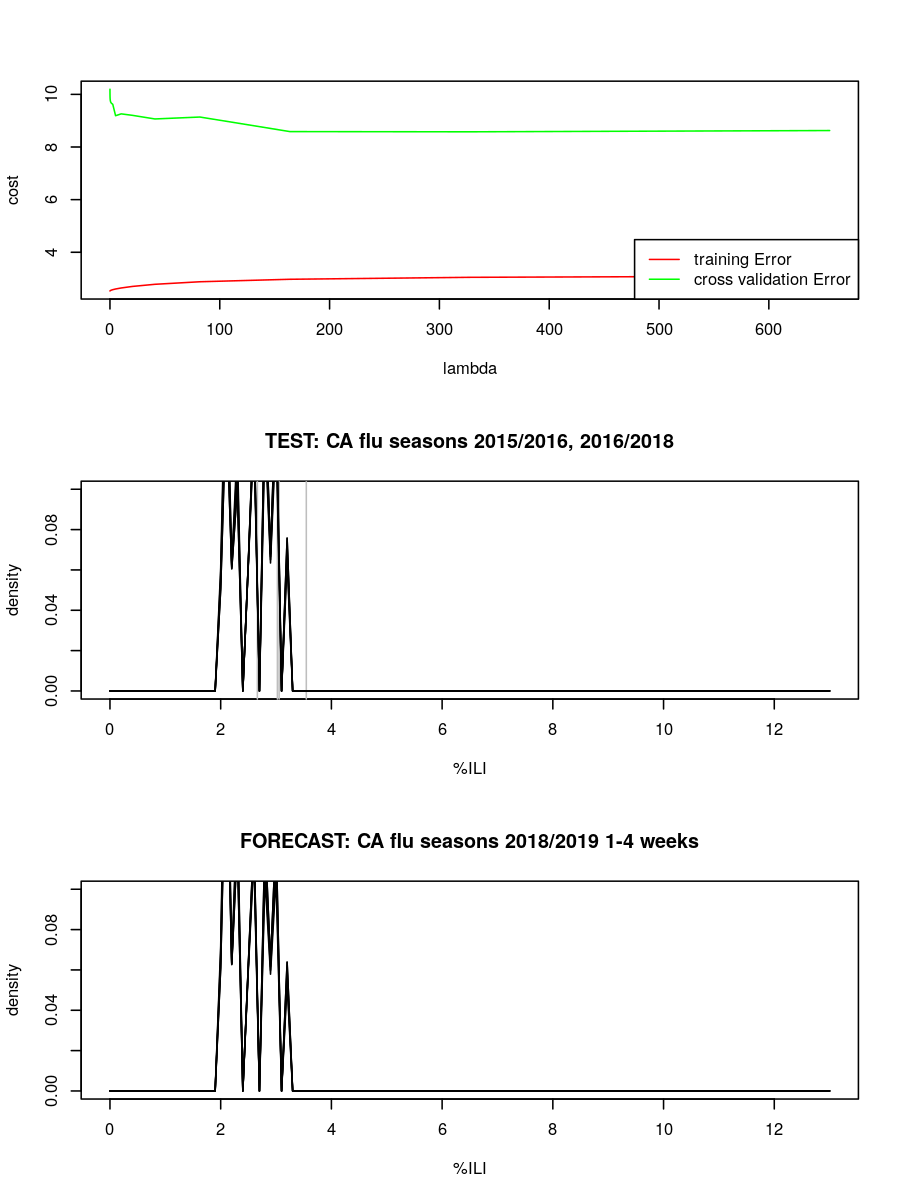 10
8
6
4
cost
training Error
cross validation Error
0 100 200 300 400 500 600
lambda
TEST: CA flu seasons 2015/2016, 2016/2018
0.08
0.04
0.00
density
0 2 4 6 8 10 12
%ILI
FORECAST: CA flu seasons 2018/2019 1-4 weeks
0.08
0.04
0.00
density
0 2 4 6 8 10 12
%ILI